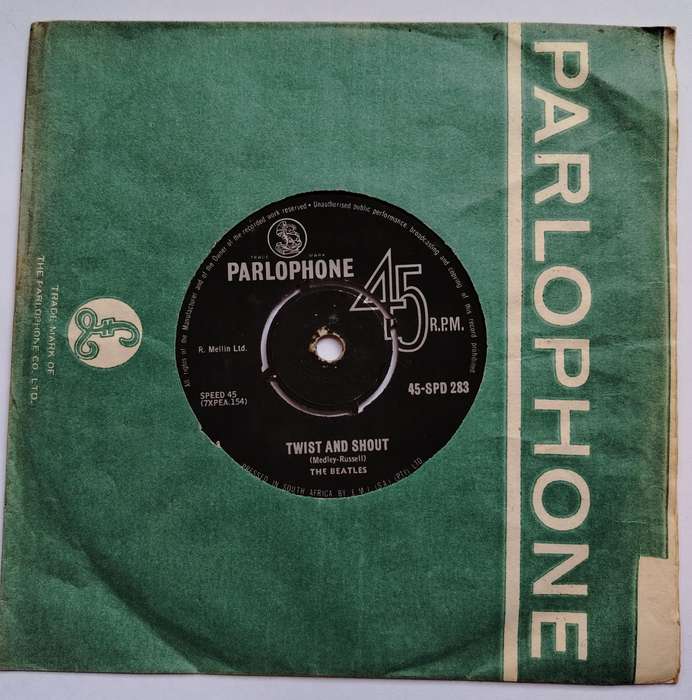 PARLOPHONE
TRADE MARK OF
THE PARLOPHONE CO. LTD.
All rights of the Manufacturer and of the Owner of the recorded work reserved • Unauthorised public performance, broadcasting and copying of this record prohibited
TRADE MARK
PARLOPHONE
45
R.P.M.
R. Mellin Ltd.
45-SPD 283
SPEED 45
(7XPEA.154)
A
TWIST AND SHOUT
(Medley-Russell)
THE BEATLES
PRESSED IN SOUTH AFRICA BY E.M.I. (S.A.) (PTY) LTD